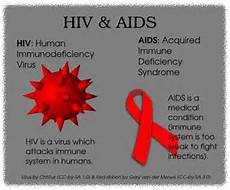 HIV & AIDS
HIV: Human
Immunodeficiency
Virus
AIDS: Acquired
Immune
Deficiency
Syndrome
HIV is a virus which
attacks immune
system in humans.
AIDS is a
medical
condition
(immune
system is too
weak to fight
infections).